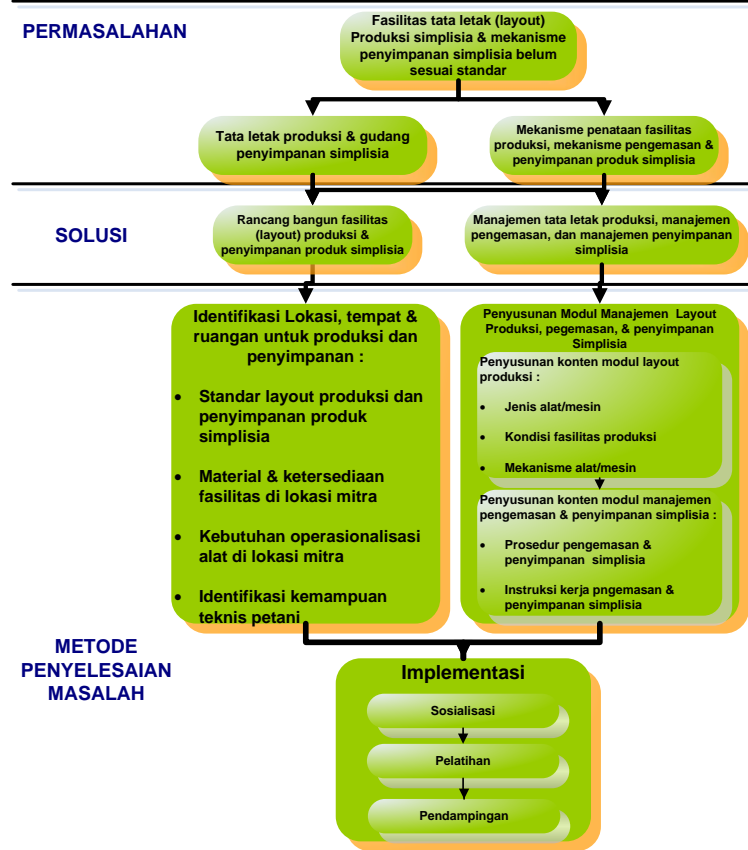 PERMASALAHAN
Fasilitas tata letak (layout)
Produksi simplisia & mekanisme
penyimpanan simplisia belum
sesuai standar
Tata letak produksi & gudang
penyimpanan simplisia
Mekanisme penataan fasilitas
produksi, mekanisme pengemasan &
penyimpanan produk simplisia
SOLUSI
Rancang bangun fasilitas
(layout) produksi &
penyimpanan produk simplisia
Manajemen tata letak produksi, manajemen
pengemasan, dan manajemen penyimpanan
simplisia
METODE
PENYELESAIAN
MASALAH
Identifikasi Lokasi, tempat &
ruangan untuk produksi dan
penyimpanan :
• Standar layout produksi dan
penyimpanan produk
simplisia
• Material & ketersediaan
fasilitas di lokasi mitra
• Kebutuhan operasionalisasi
alat di lokasi mitra
• Identifikasi kemampuan
teknis petani
Penyusunan Modul Manajemen Layout
Produksi, pegemasan, & penyimpanan
Simplisia
Penyusunan konten modul layout
produksi :
• Jenis alat/mesin
• Kondisi fasilitas produksi
• Mekanisme alat/mesin
Penyusunan konten modul manajemen
pengemasan & penyimpanan simplisia :
• Prosedur pengemasan &
penyimpanan simplisia
• Instruksi kerja pngemasan &
penyimpanan simplisia
Implementasi
Sosialisasi
Pelatihan
Pendampingan